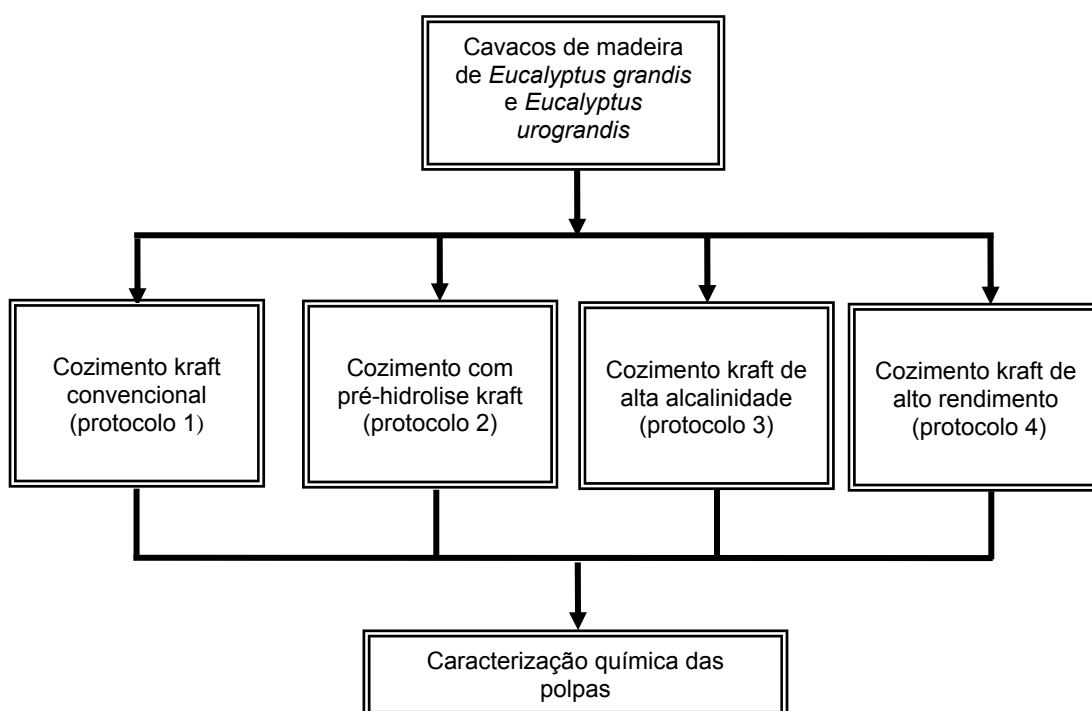 Cavacos de madeira
de Eucalyptus grandis
e Eucalyptus
urograndis
Cozimento kraft
convencional
(protocolo 1)
Cozimento com
pré-hidrolise kraft
(protocolo 2)
Cozimento kraft de
alta alcalinidade
(protocolo 3)
Cozimento kraft de
alto rendimento
(protocolo 4)
Caracterização química das
polpas